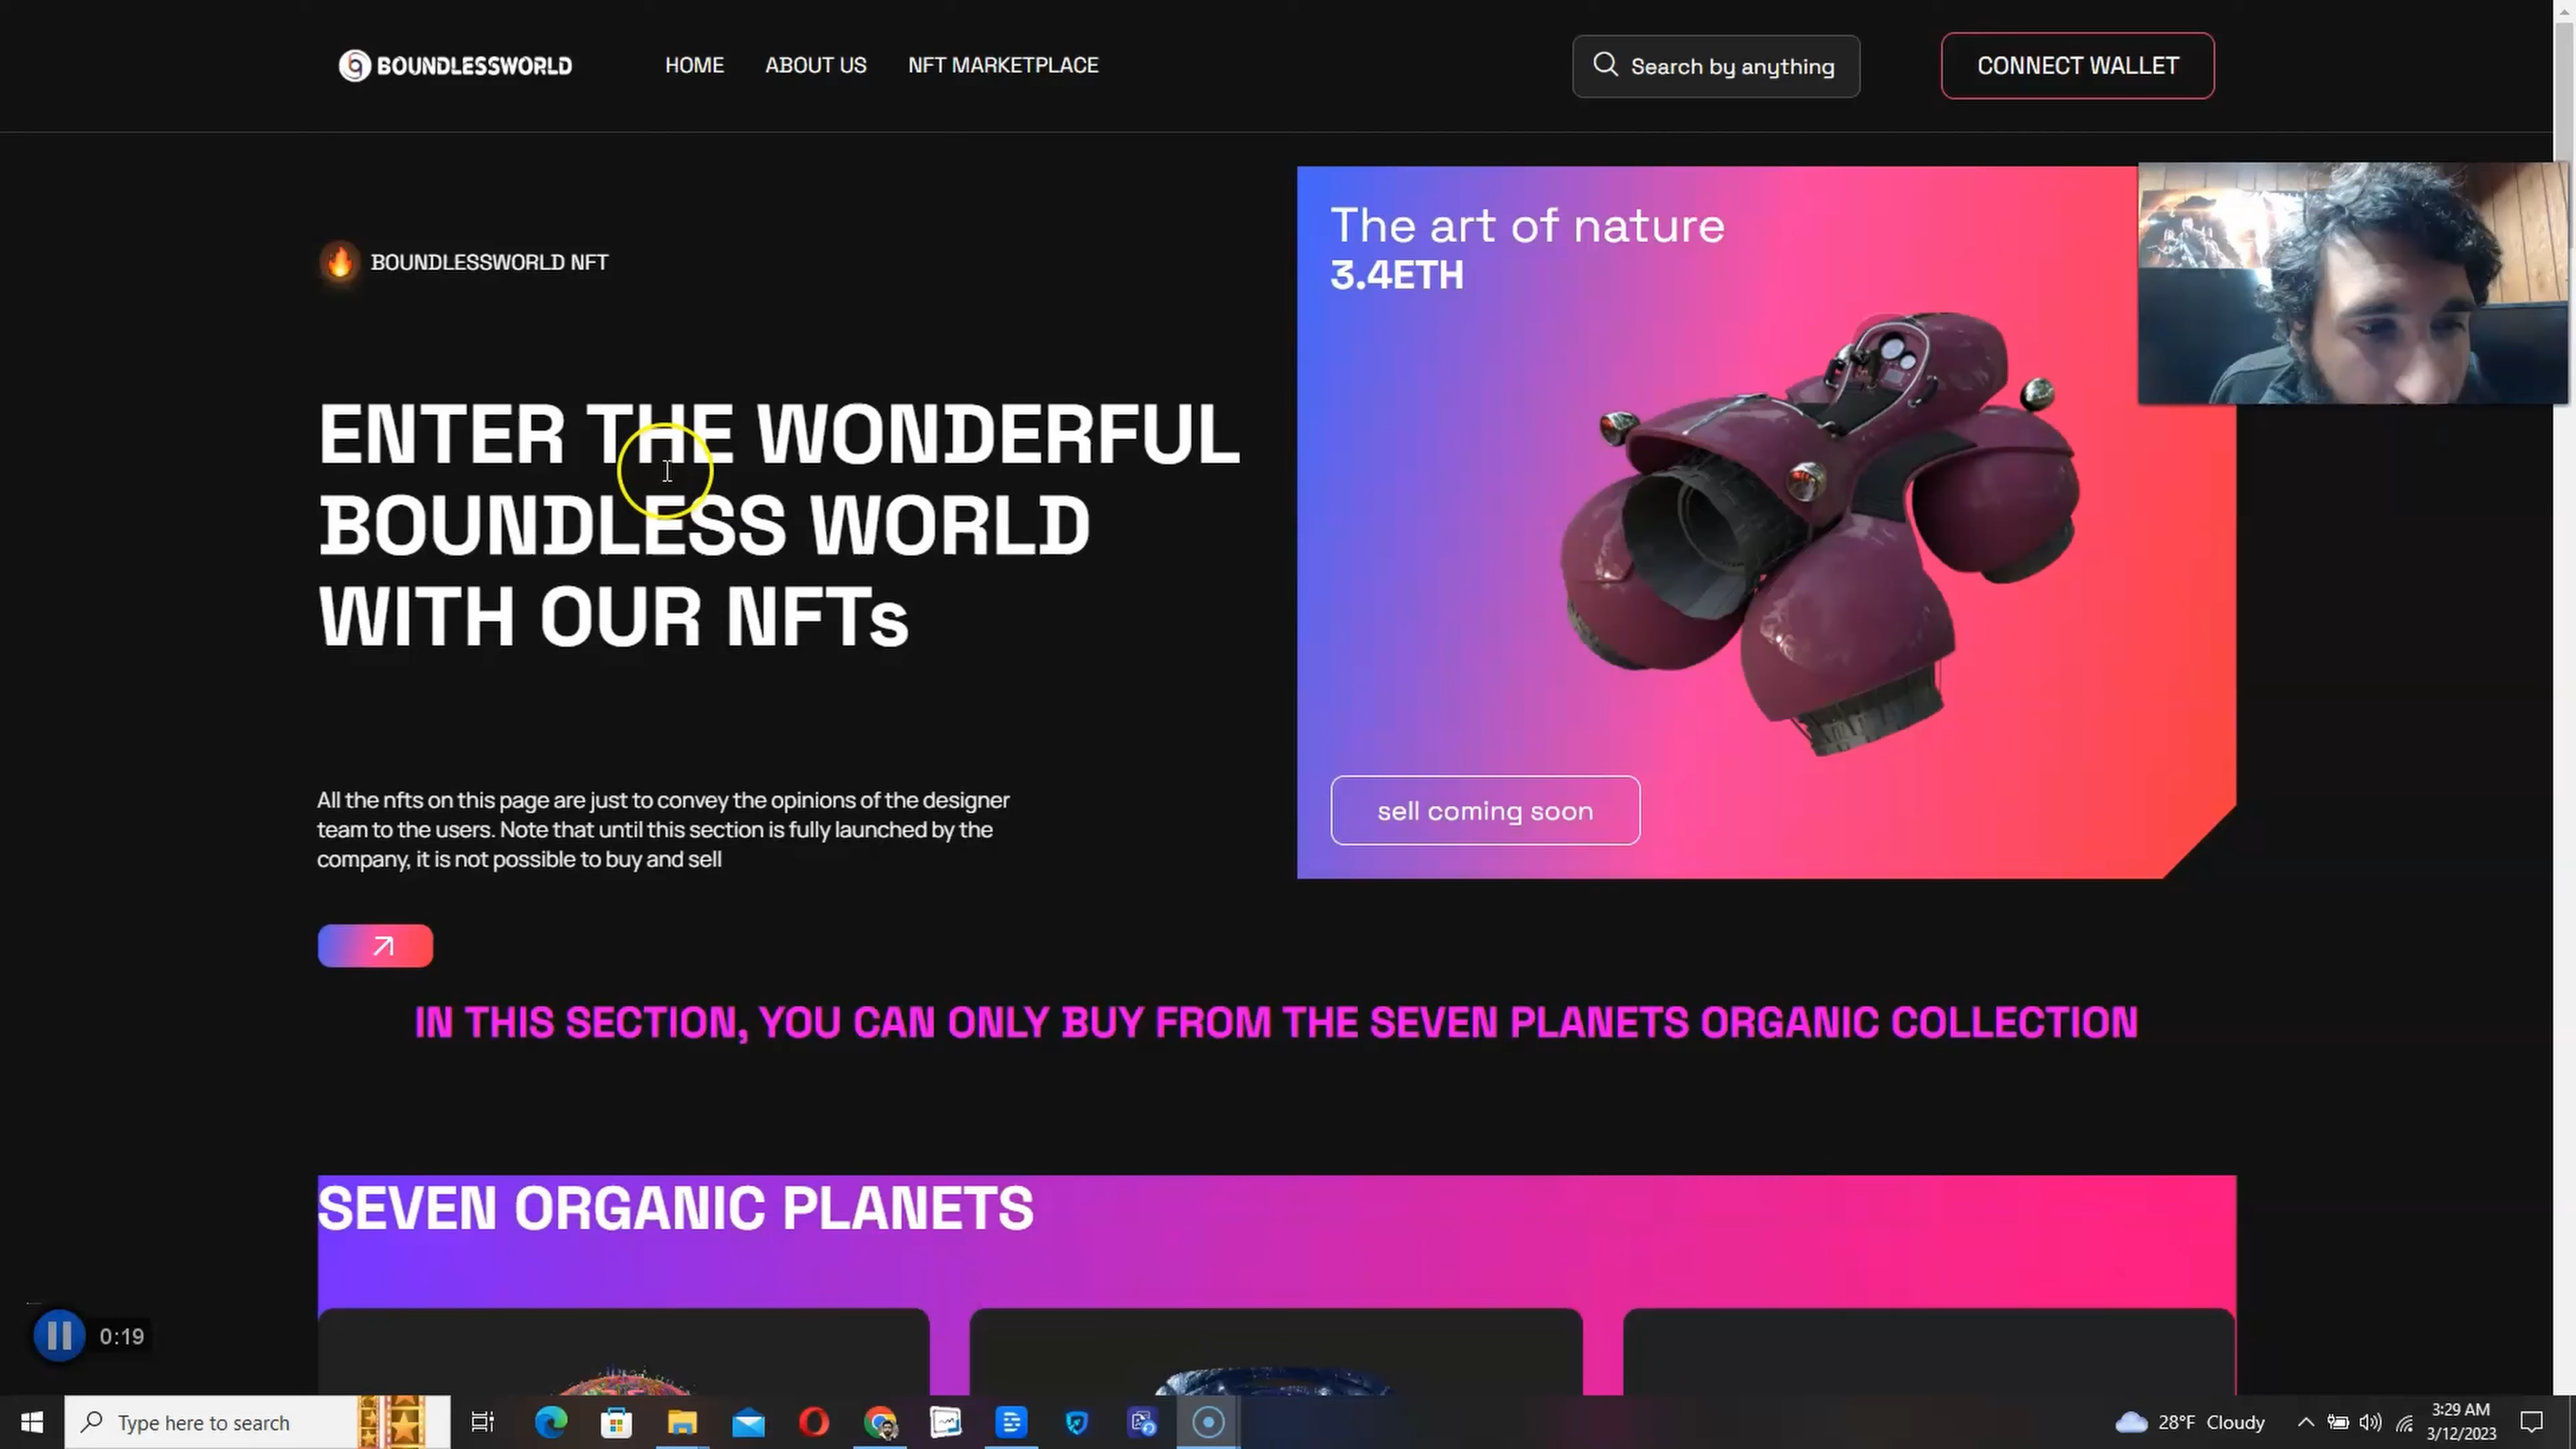 BOUNDLESSWORLD
HOME
ABOUT US
NFT MARKETPLACE
Search by anything
CONNECT WALLET
BOUNDLESSWORLD NFT
ENTER THE WONDERFUL
BOUNDLESS WORLD
WITH OUR NFTs
All the nfts on this page are just to convey the opinions of the designer
team to the users. Note that until this section is fully launched by the
company, it is not possible to buy and sell
The art of nature
3.4ETH
sell coming soon
IN THIS SECTION, YOU CAN ONLY BUY FROM THE SEVEN PLANETS ORGANIC COLLECTION
SEVEN ORGANIC PLANETS
0:19
Type here to search
28°F Cloudy
3:29 AM
3/12/2023